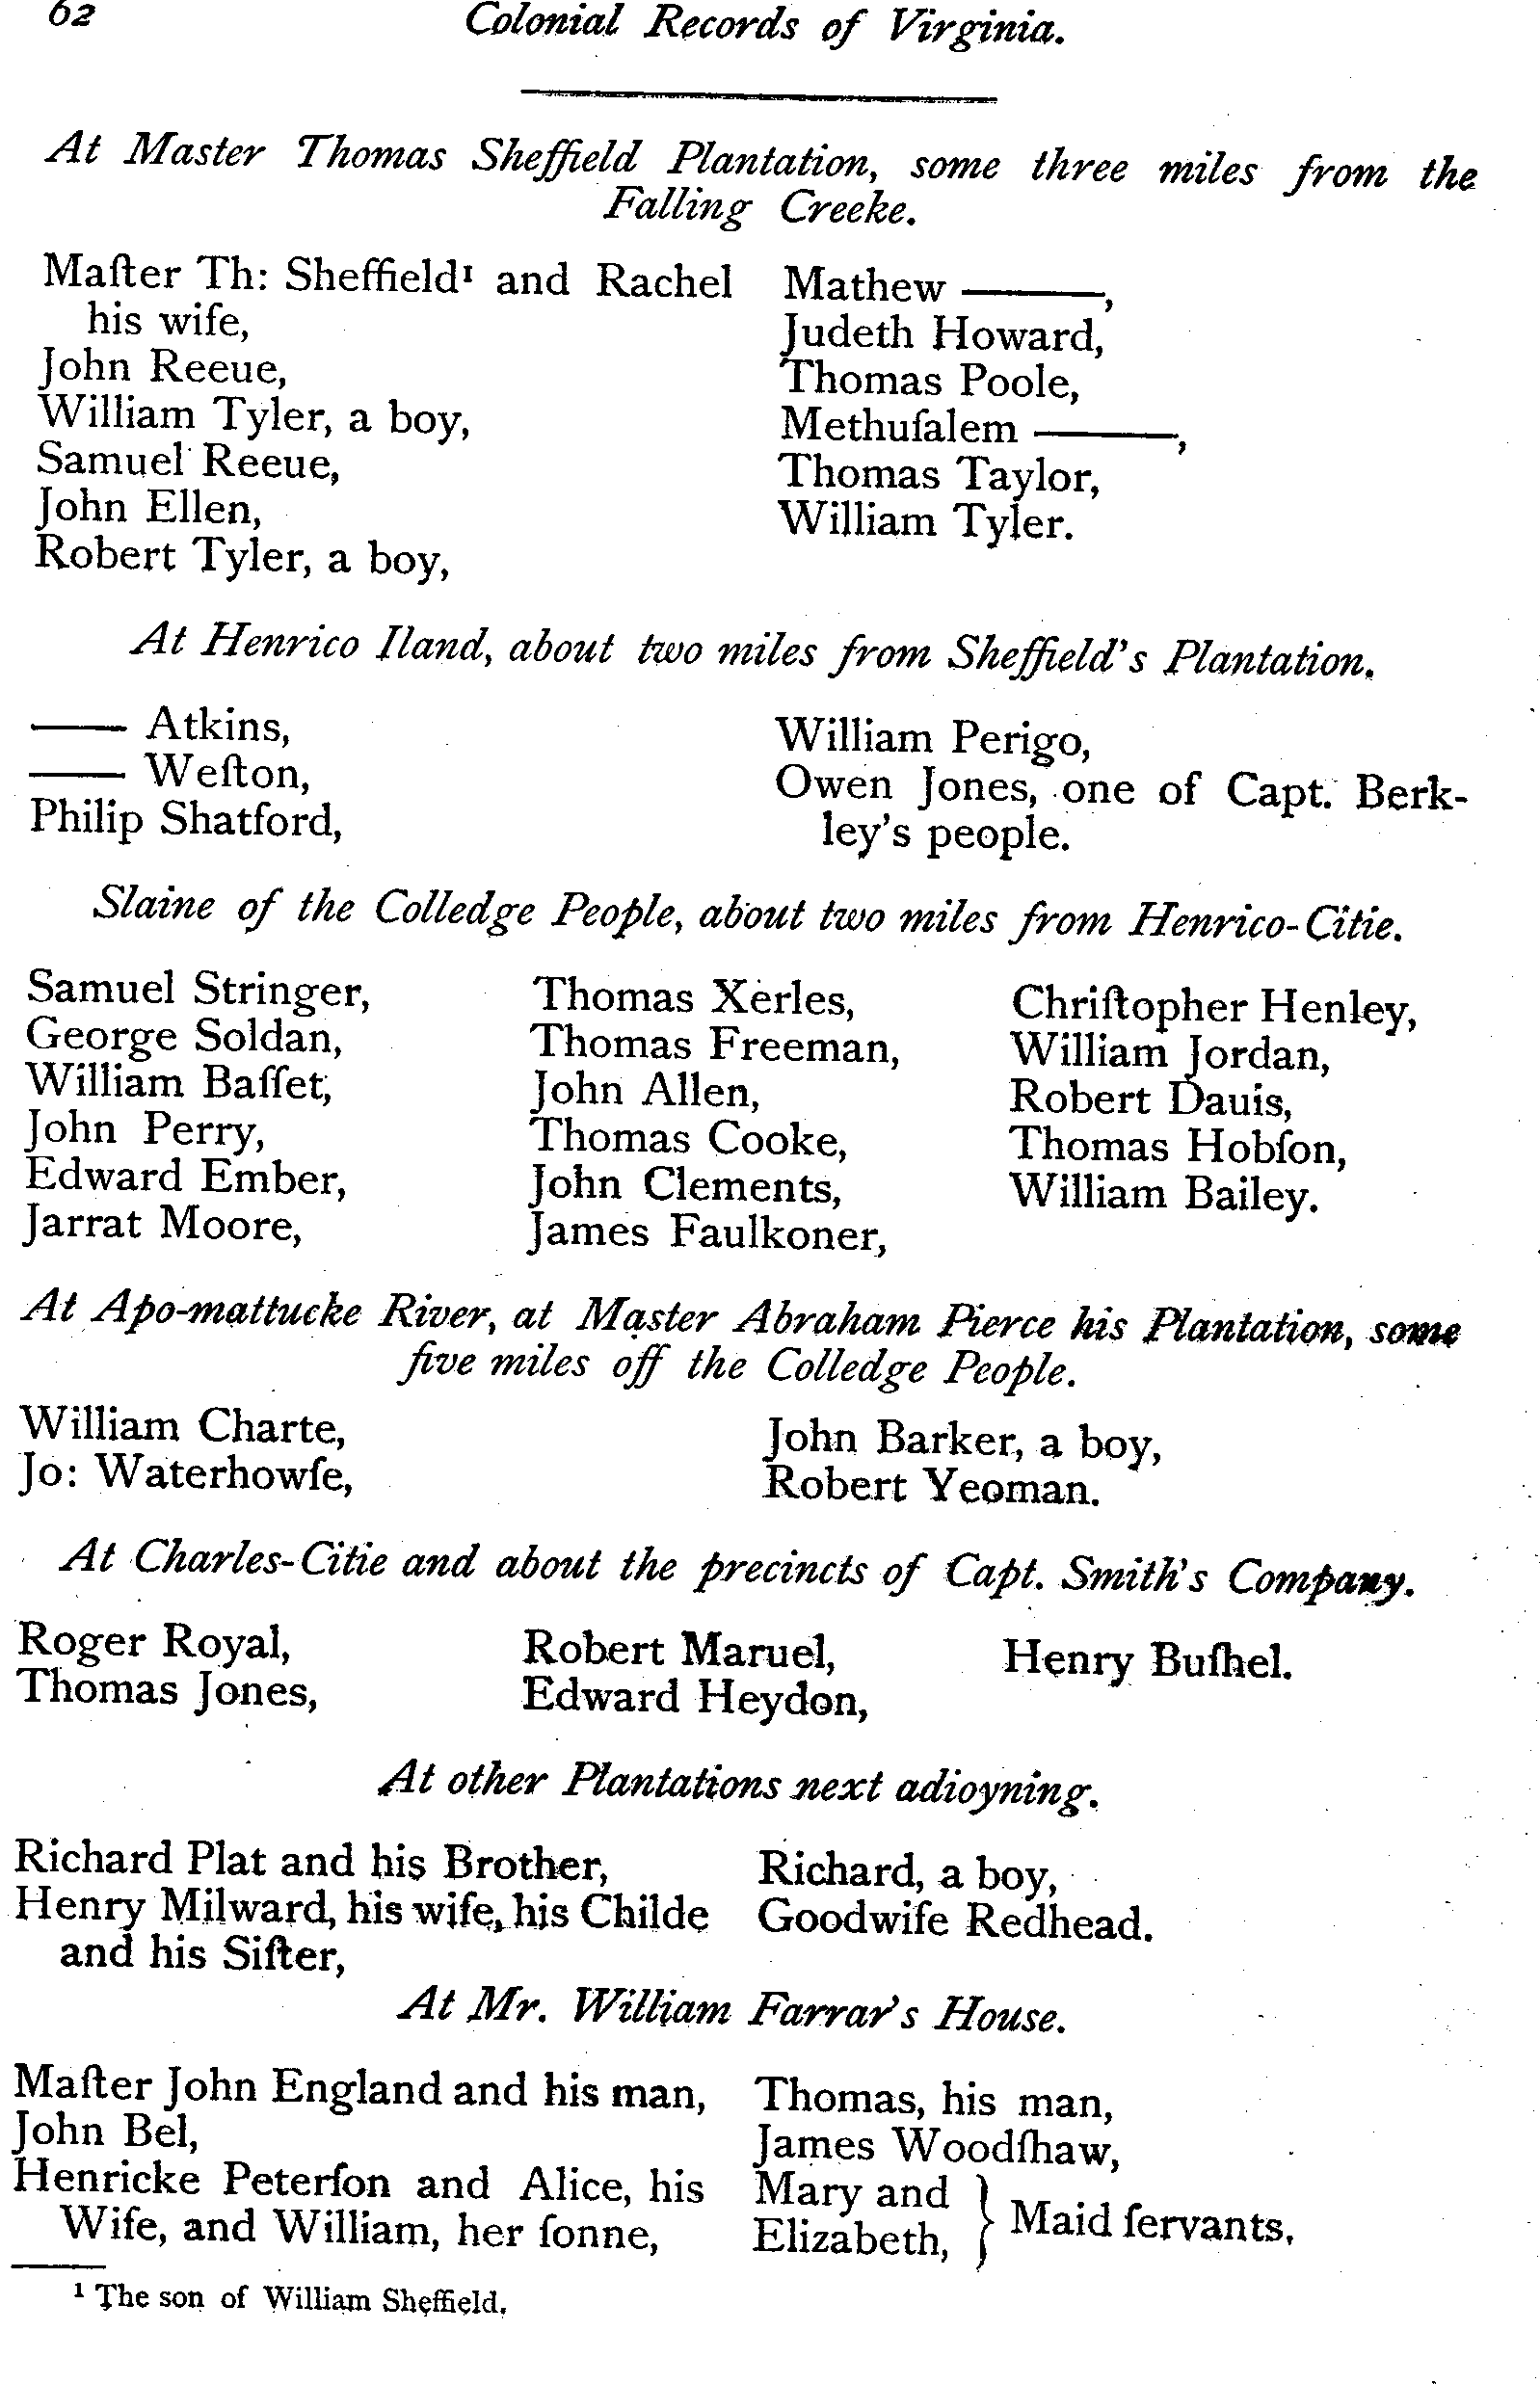 62
Colonial Records of Virginia.
At Master Thomas Sheffield Plantation, some three miles from the
Falling Creeke.
Maſter Th: Sheffield¹ and Rachel
his wife,
John Reeue,
William Tyler, a boy,
Samuel Reeue,
John Ellen,
Robert Tyler, a boy,
Mathew ———,
Judeth Howard,
Thomas Poole,
Methuſalem ———,
Thomas Taylor,
William Tyler.
At Henrico Iland, about two miles from Sheffield's Plantation.
—— Atkins,
—— Weſton,
Philip Shatford,
William Perigo,
Owen Jones, one of Capt. Berk-
ley's people.
Slaine of the Colledge People, about two miles from Henrico-Citie.
Samuel Stringer,
George Soldan,
William Baſſet,
John Perry,
Edward Ember,
Jarrat Moore,
Thomas Xerles,
Thomas Freeman,
John Allen,
Thomas Cooke,
John Clements,
James Faulkoner,
Chriſtopher Henley,
William Jordan,
Robert Dauis,
Thomas Hobſon,
William Bailey.
At Apo-mattucke River, at Master Abraham Pierce his Plantation, some
five miles off the Colledge People.
William Charte,
Jo: Waterhowſe,
John Barker, a boy,
Robert Yeoman.
At Charles-Citie and about the precincts of Capt. Smith's Company.
Roger Royal,
Thomas Jones,
Robert Maruel,
Edward Heydon,
Henry Buſhel.
At other Plantations next adioyning.
Richard Plat and his Brother,
Henry Milward, his wife, his Childe
and his Siſter,
Richard, a boy,
Goodwife Redhead.
At Mr. William Farrar's House.
Maſter John England and his man,
John Bel,
Henricke Peterſon and Alice, his
Wife, and William, her ſonne,
Thomas, his man,
James Woodſhaw,
Mary and
Elizabeth, } Maid ſervants.
¹ The son of William Sheffield.